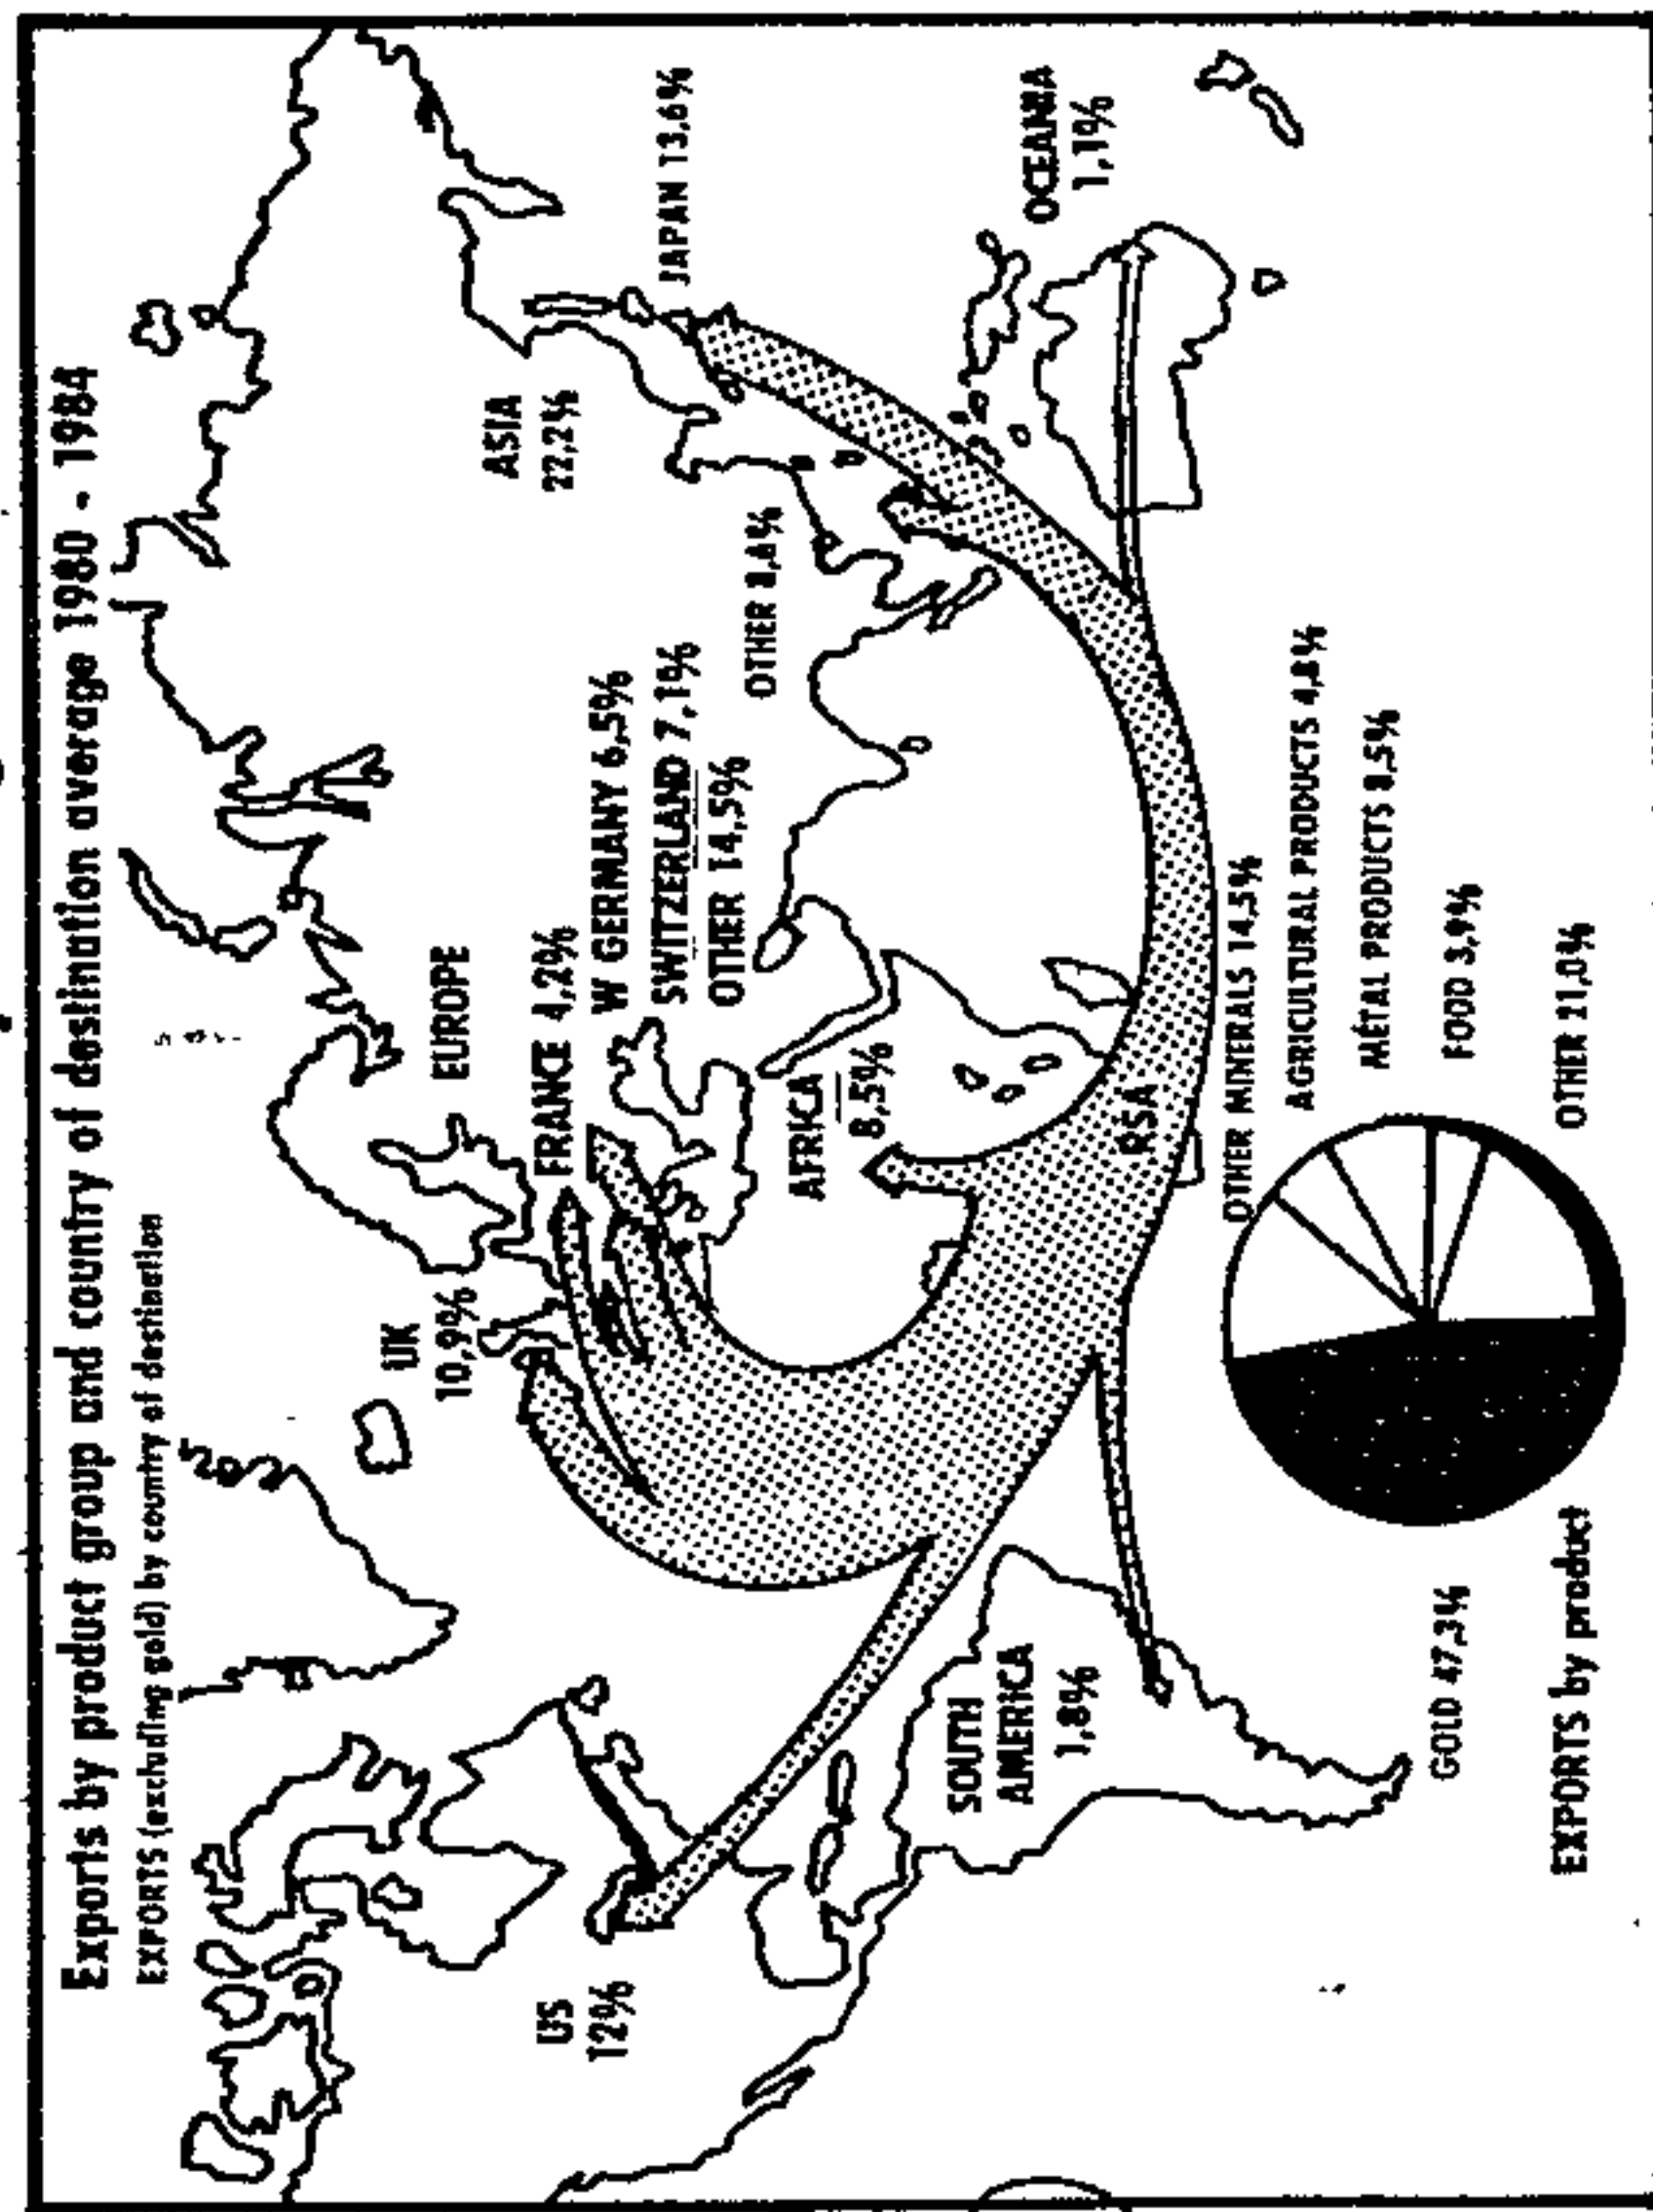 Exports by product group and country of destination average 1980 - 1984
EXPORTS (excluding gold) by country of destination
US
12%
UK
10,9%
EUROPE
FRANCE 4,2%
W GERMANY 6,5%
SWITZERLAND 7,1%
OTHER 14,5%
ASIA
22,2%
JAPAN 13,6%
OTHER 8,6%
AFRICA
8,5%
SOUTH
AMERICA
1,8%
RSA
OCEANIA
1,1%
OTHER MINERALS 14,5%
AGRICULTURAL PRODUCTS 4,8%
METAL PRODUCTS 8,5%
FOOD 3,9%
OTHER 21,0%
GOLD 47,3%
EXPORTS by product